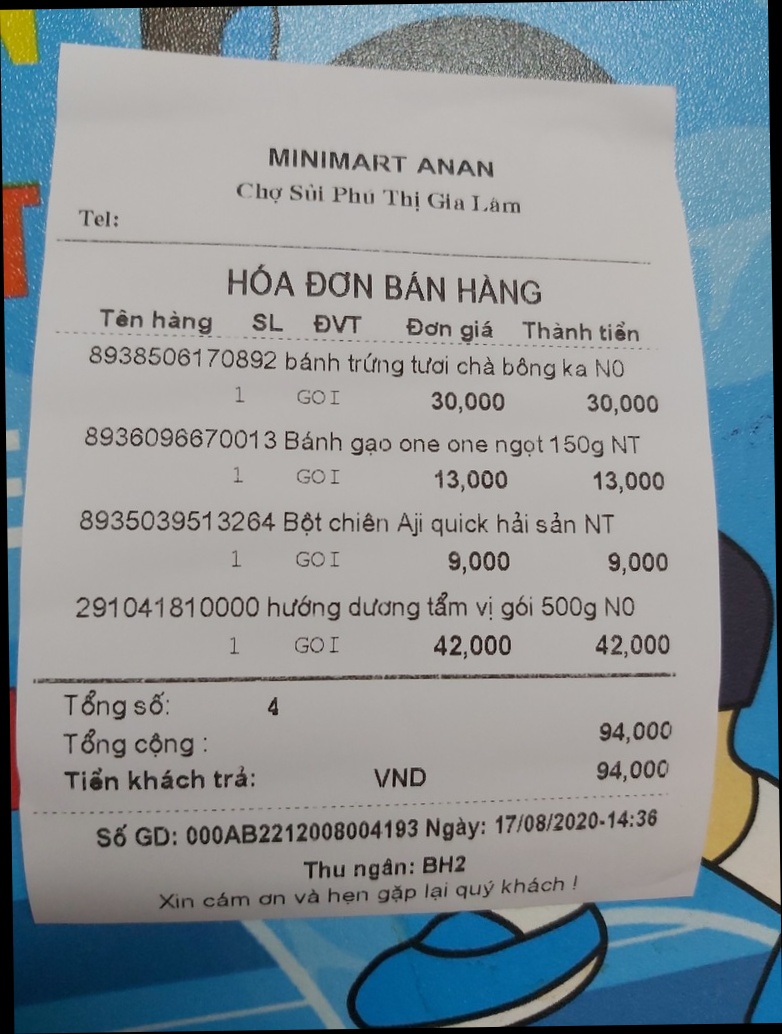 MINIMART ANAN
Chợ Sủi Phú Thị Gia Lâm
Tel:
HÓA ĐƠN BÁN HÀNG
Tên hàng SL ĐVT Đơn giá Thành tiền
8938506170892 bánh trứng tươi chà bông ka N0
1 GOI 30,000 30,000
8936096670013 Bánh gạo one one ngọt 150g NT
1 GOI 13,000 13,000
8935039513264 Bột chiên Aji quick hải sản NT
1 GOI 9,000 9,000
291041810000 hướng dương tẩm vị gói 500g N0
1 GOI 42,000 42,000
Tổng số: 4
Tổng cộng : 94,000
Tiền khách trả: VND 94,000
Số GD: 000AB2212008004193 Ngày: 17/08/2020-14:36
Thu ngân: BH2
Xin cám ơn và hẹn gặp lại quý khách !